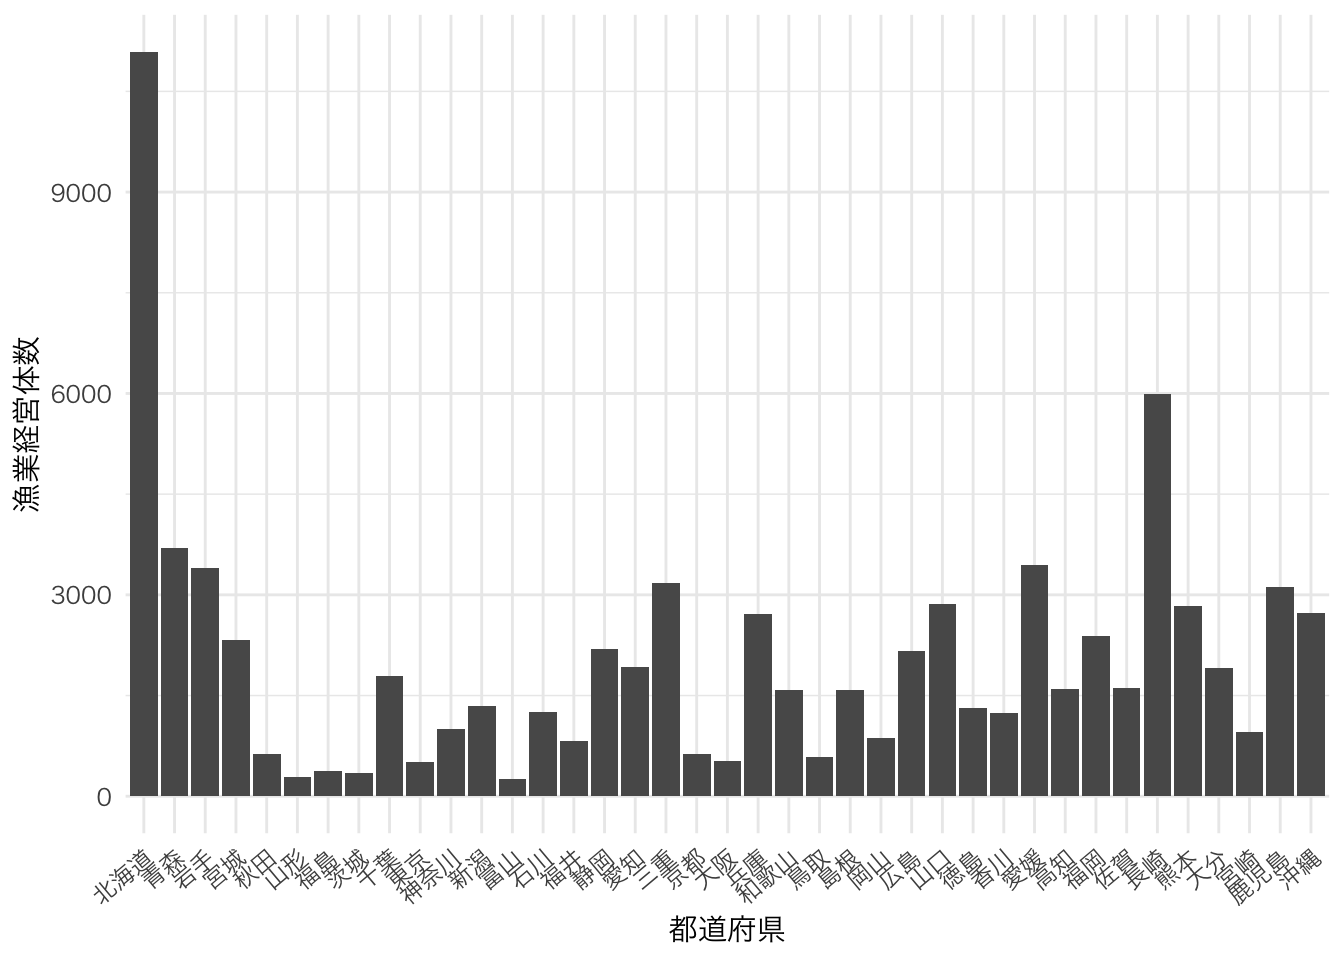 漁業経営体数
9000
6000
3000
0
北海道
青森
岩手
宮城
秋田
山形
福島
茨城
千葉
東京
神奈川
新潟
富山
石川
福井
静岡
愛知
三重
京都
大阪
兵庫
和歌山
鳥取
島根
岡山
広島
山口
徳島
香川
愛媛
高知
福岡
佐賀
長崎
熊本
大分
宮崎
鹿児島
沖縄
都道府県